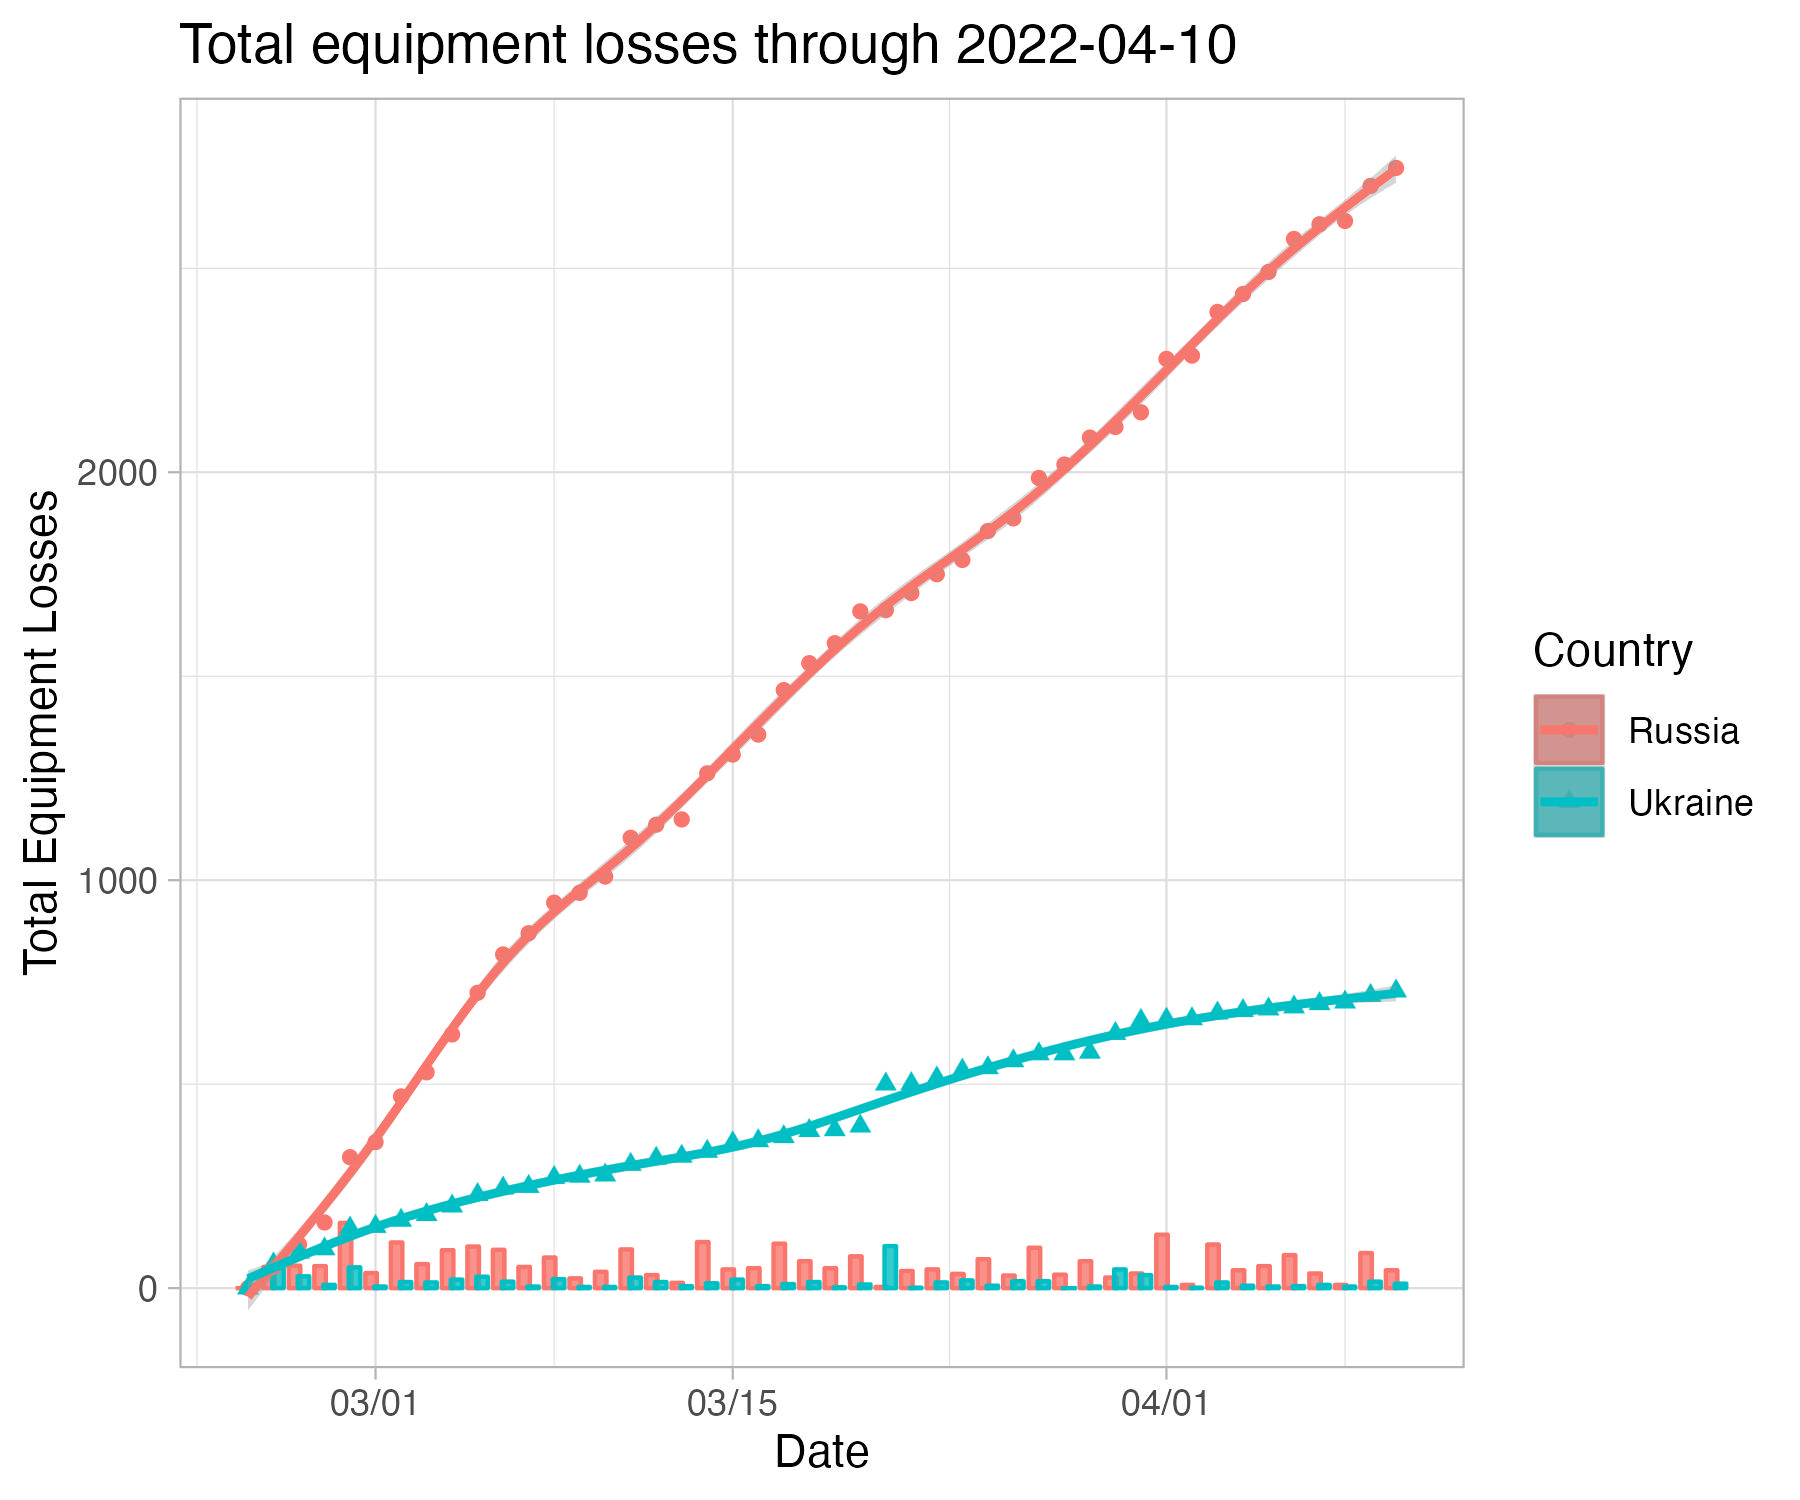 Total equipment losses through 2022-04-10
Total Equipment Losses
2000
1000
0
03/01
03/15
04/01
Date
Country
Russia
Ukraine